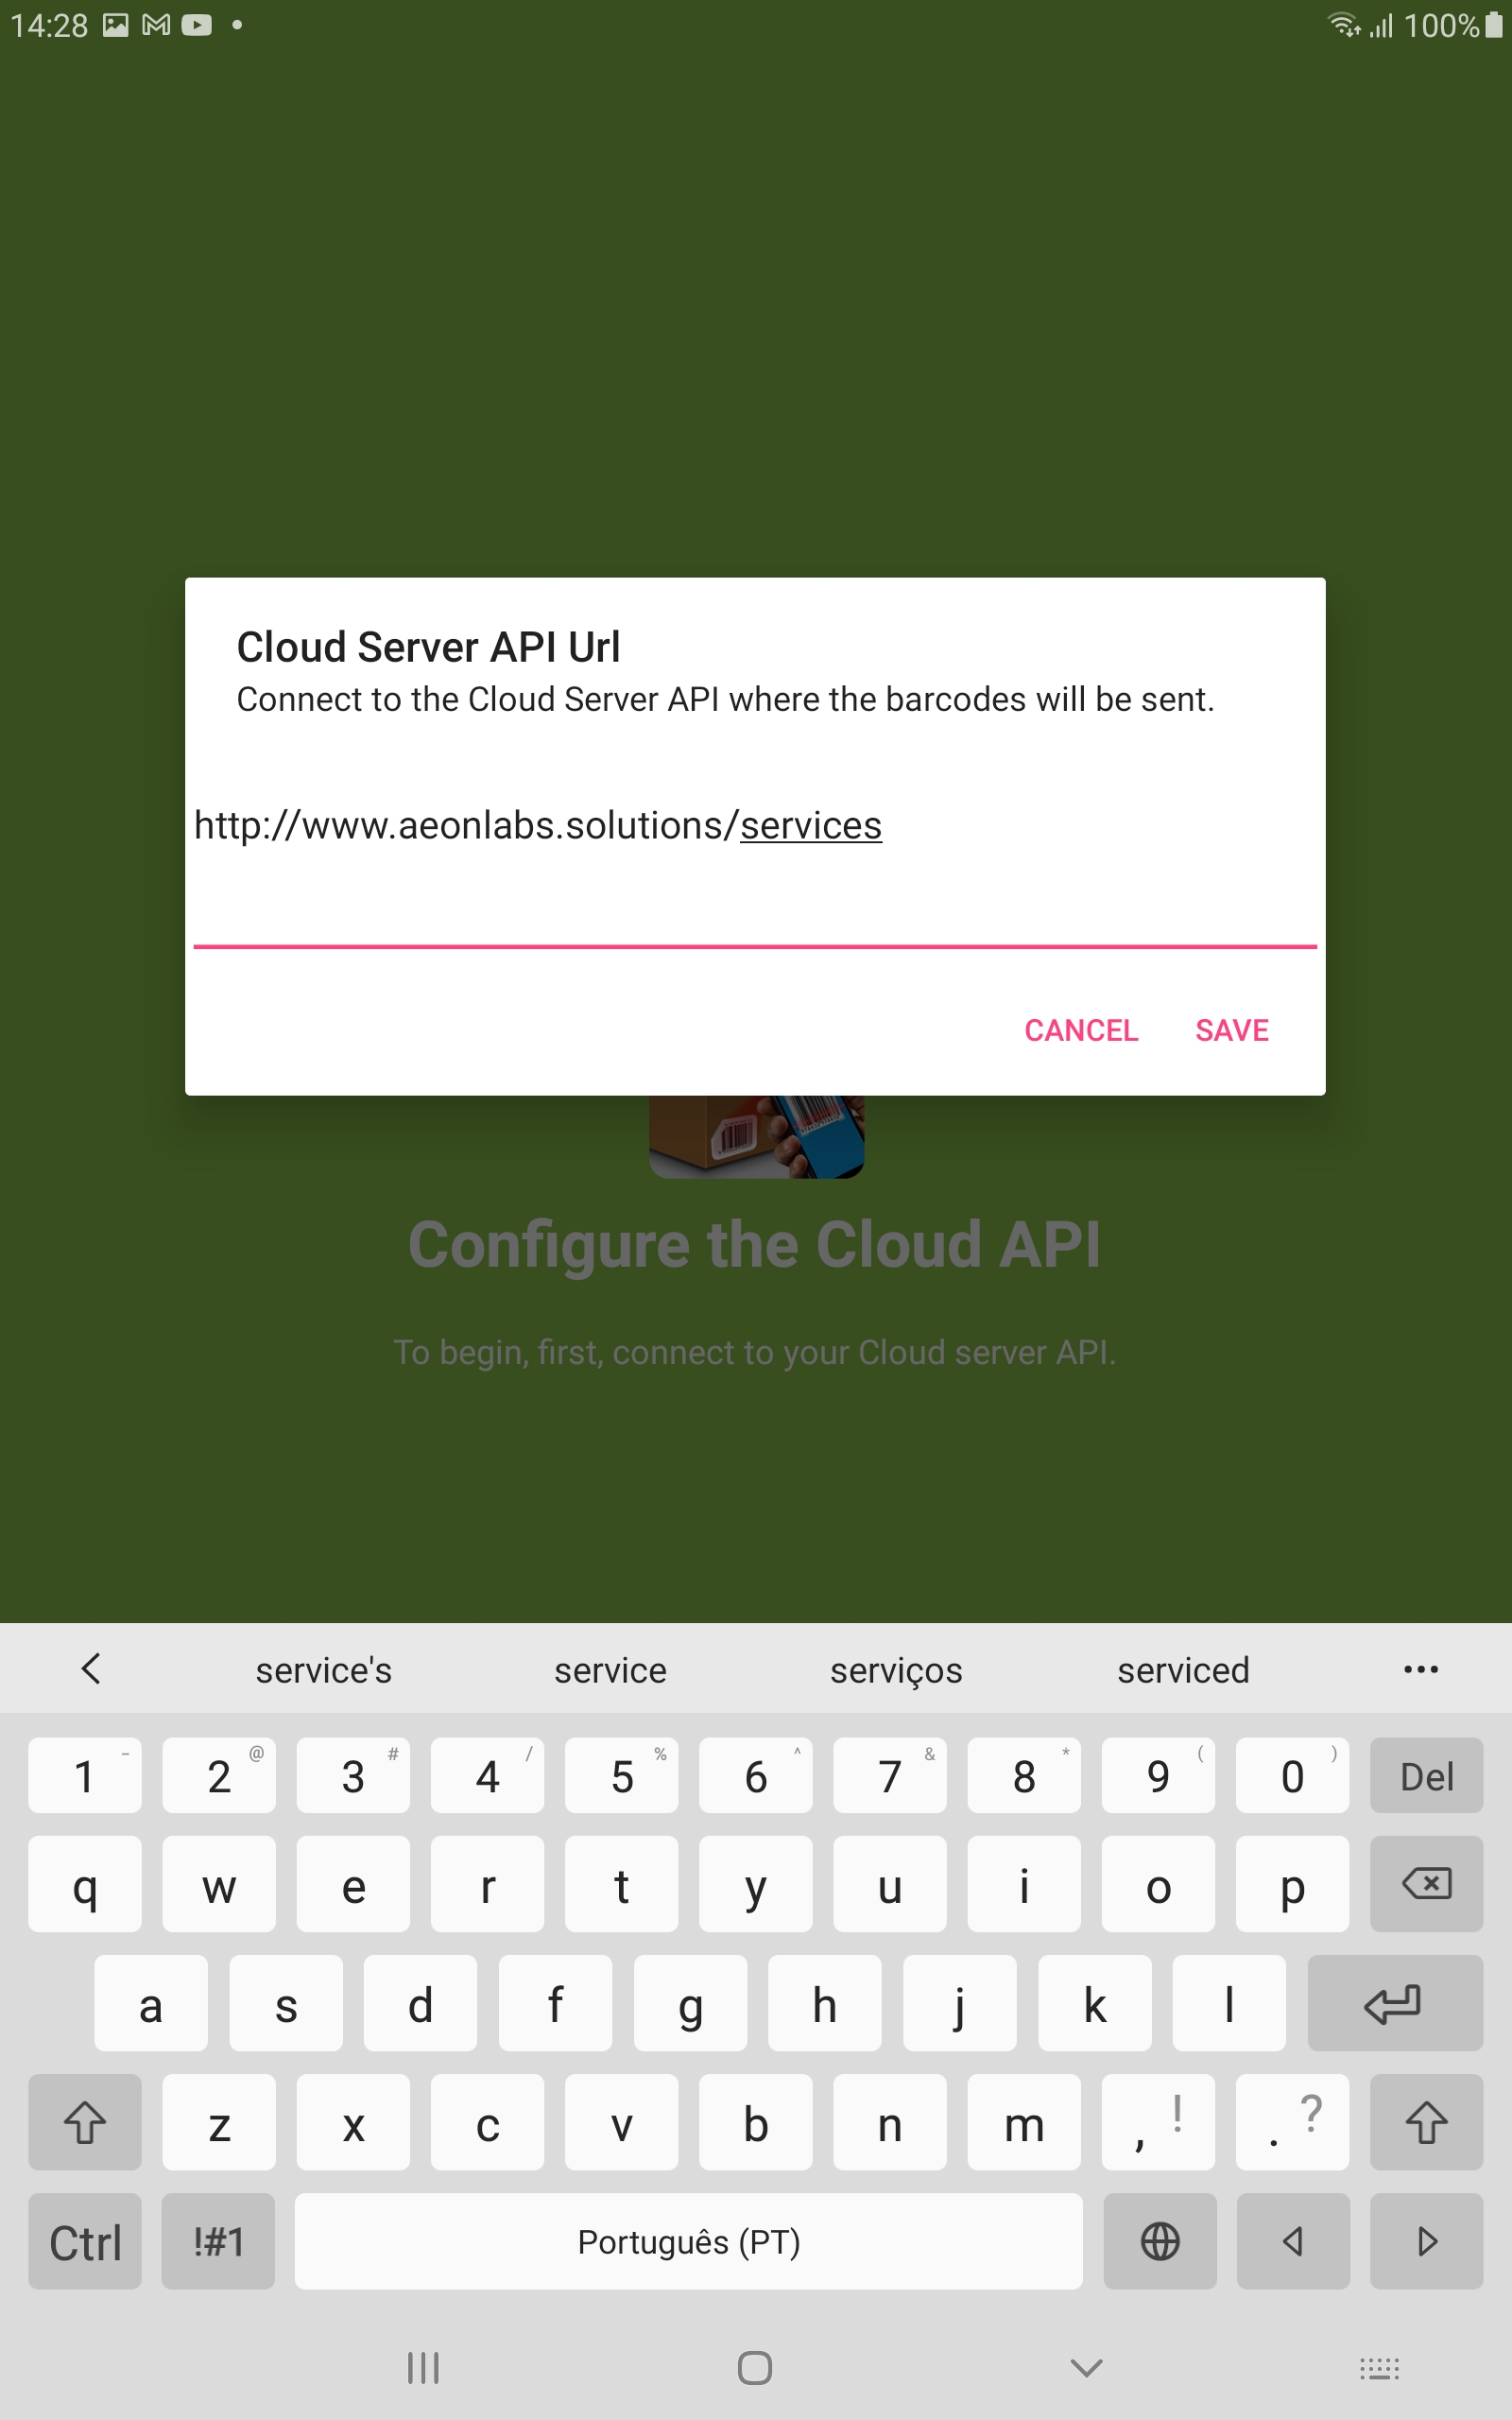 14:28 100%
Cloud Server API Url
Connect to the Cloud Server API where the barcodes will be sent.
http://www.aeonlabs.solutions/services
CANCEL SAVE
Configure the Cloud API
To begin, first, connect to your Cloud server API.
service's service serviços serviced
1 - 2 @ 3 # 4 / 5 % 6 ^ 7 & 8 * 9 ( 0 ) Del
q w e r t y u i o p
a s d f g h j k l
z x c v b n m , ! . ?
Ctrl !#1 Português (PT)